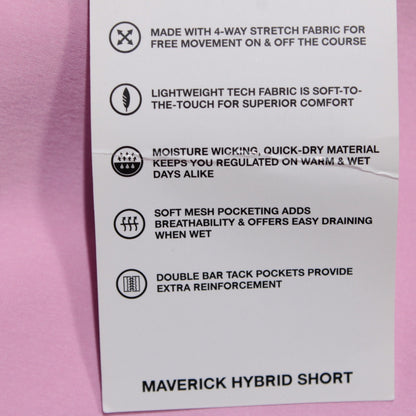 MADE WITH 4-WAY STRETCH FABRIC FOR
FREE MOVEMENT ON & OFF THE COURSE
LIGHTWEIGHT TECH FABRIC IS SOFT-TO-
THE-TOUCH FOR SUPERIOR COMFORT
MOISTURE WICKING, QUICK-DRY MATERIAL
KEEPS YOU REGULATED ON WARM & WET
DAYS ALIKE
SOFT MESH POCKETING ADDS
BREATHABILITY & OFFERS EASY DRAINING
WHEN WET
DOUBLE BAR TACK POCKETS PROVIDE
EXTRA REINFORCEMENT
MAVERICK HYBRID SHORT